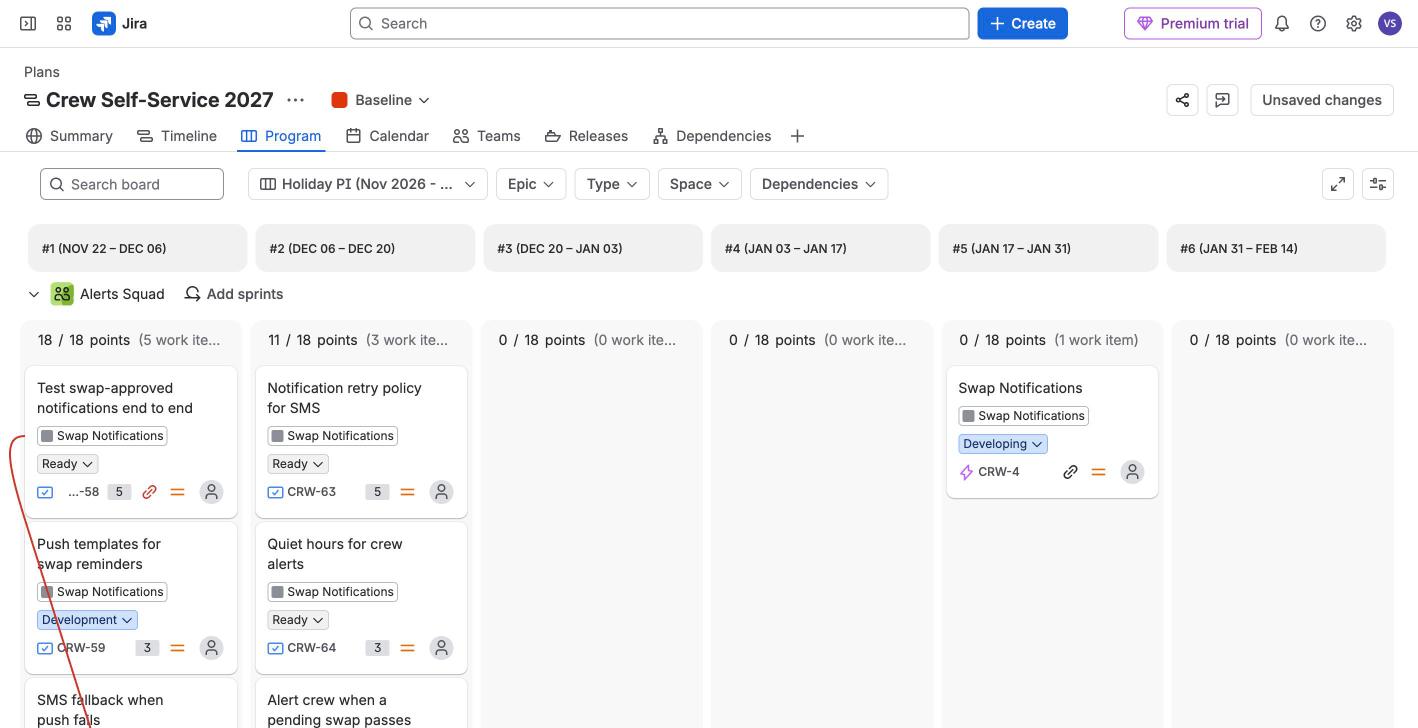 Jira
Search
Create
Premium trial
VS
Plans
Crew Self-Service 2027
Baseline
Unsaved changes
Summary
Timeline
Program
Calendar
Teams
Releases
Dependencies
Search board
Holiday PI (Nov 2026 - ...
Epic
Type
Space
Dependencies
#1 (NOV 22 – DEC 06)
#2 (DEC 06 – DEC 20)
#3 (DEC 20 – JAN 03)
#4 (JAN 03 – JAN 17)
#5 (JAN 17 – JAN 31)
#6 (JAN 31 – FEB 14)
Alerts Squad
Add sprints
18 / 18 points (5 work ite...
11 / 18 points (3 work ite...
0 / 18 points (0 work ite...
0 / 18 points (0 work ite...
0 / 18 points (1 work item)
0 / 18 points (0 work ite...
Test swap-approved
notifications end to end
Swap Notifications
Ready
...-58 5
Push templates for
swap reminders
Swap Notifications
Development
CRW-59 3
SMS fallback when
push fails
Notification retry policy
for SMS
Swap Notifications
Ready
CRW-63 5
Quiet hours for crew
alerts
Swap Notifications
Ready
CRW-64 3
Alert crew when a
pending swap passes
Swap Notifications
Swap Notifications
Developing
CRW-4